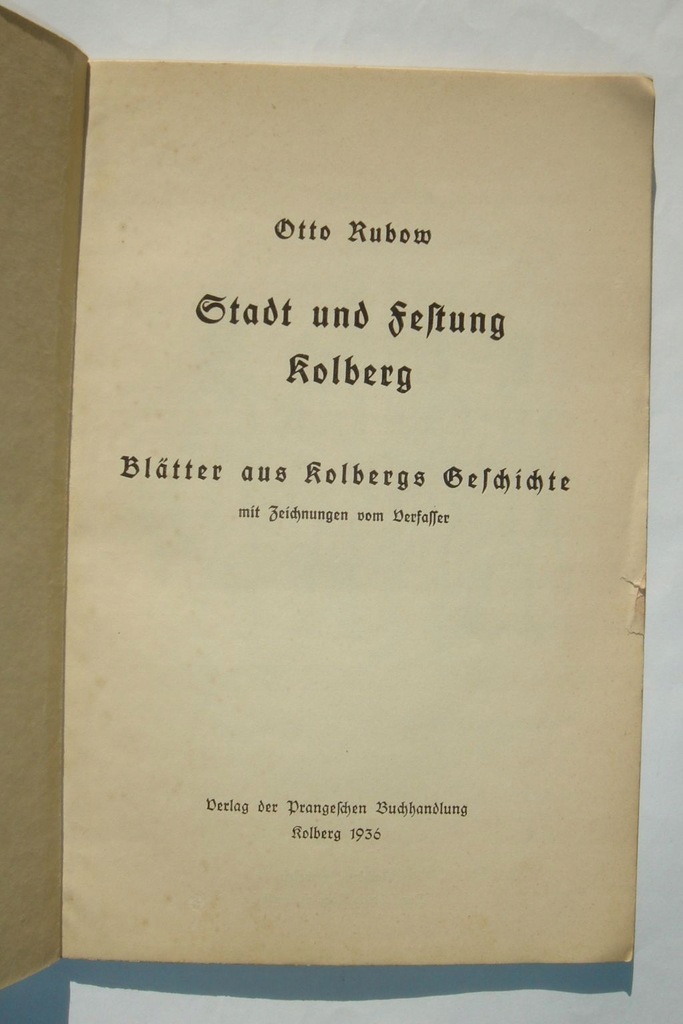 Otto Rubow
Stadt und Feſtung
Kolberg
Blätter aus Kolbergs Geſchichte
mit Zeichnungen vom Verfaſſer
Verlag der Prangeſchen Buchhandlung
Kolberg 1936